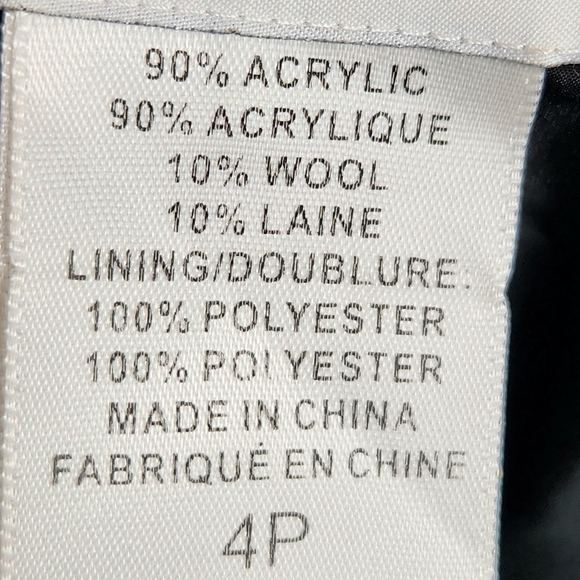 90% ACRYLIC
90% ACRYLIQUE
10% WOOL
10% LAINE
LINING/DOUBLURE:
100% POLYESTER
100% POLYESTER
MADE IN CHINA
FABRIQUÉ EN CHINE
4P